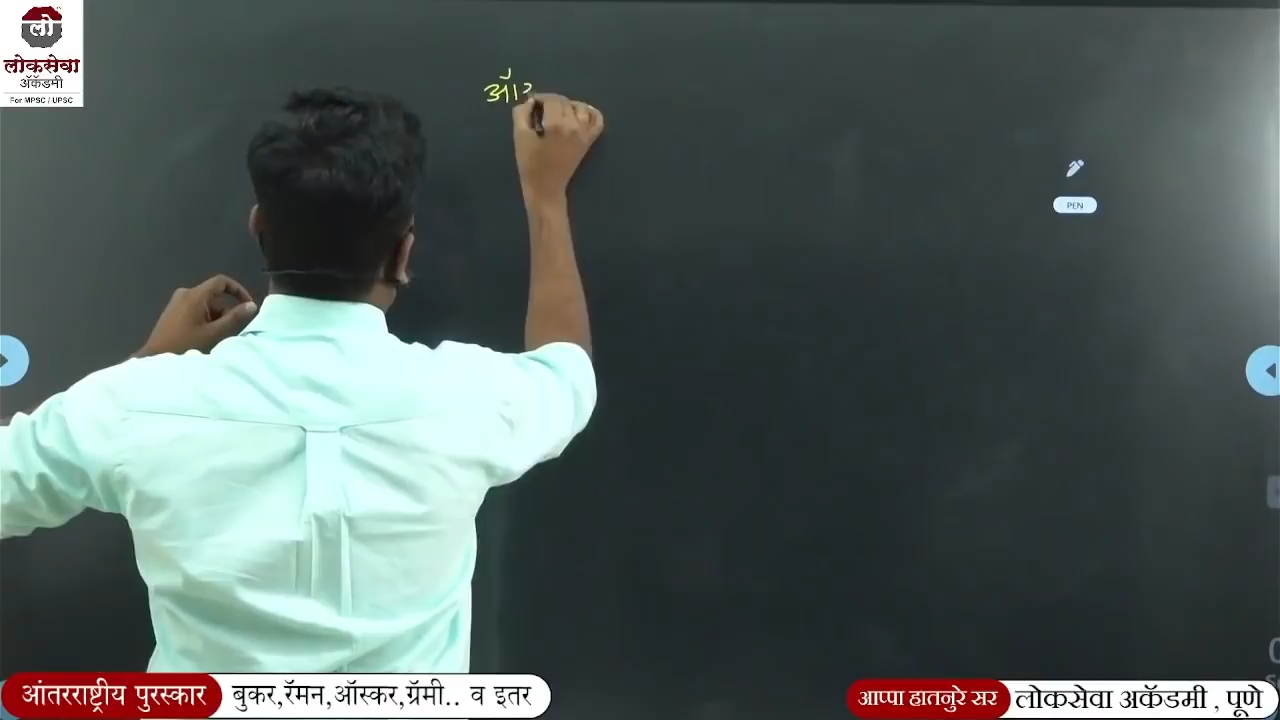 लो
लोकसेवा
अ‍ॅकॅडमी
For MPSC / UPSC
PEN
आंतरराष्ट्रीय पुरस्कार
बुकर,रॅमन,ऑस्कर,ग्रॅमी.. व इतर
आप्पा हातनुरे सर
लोकसेवा अकॅडमी , पूणे